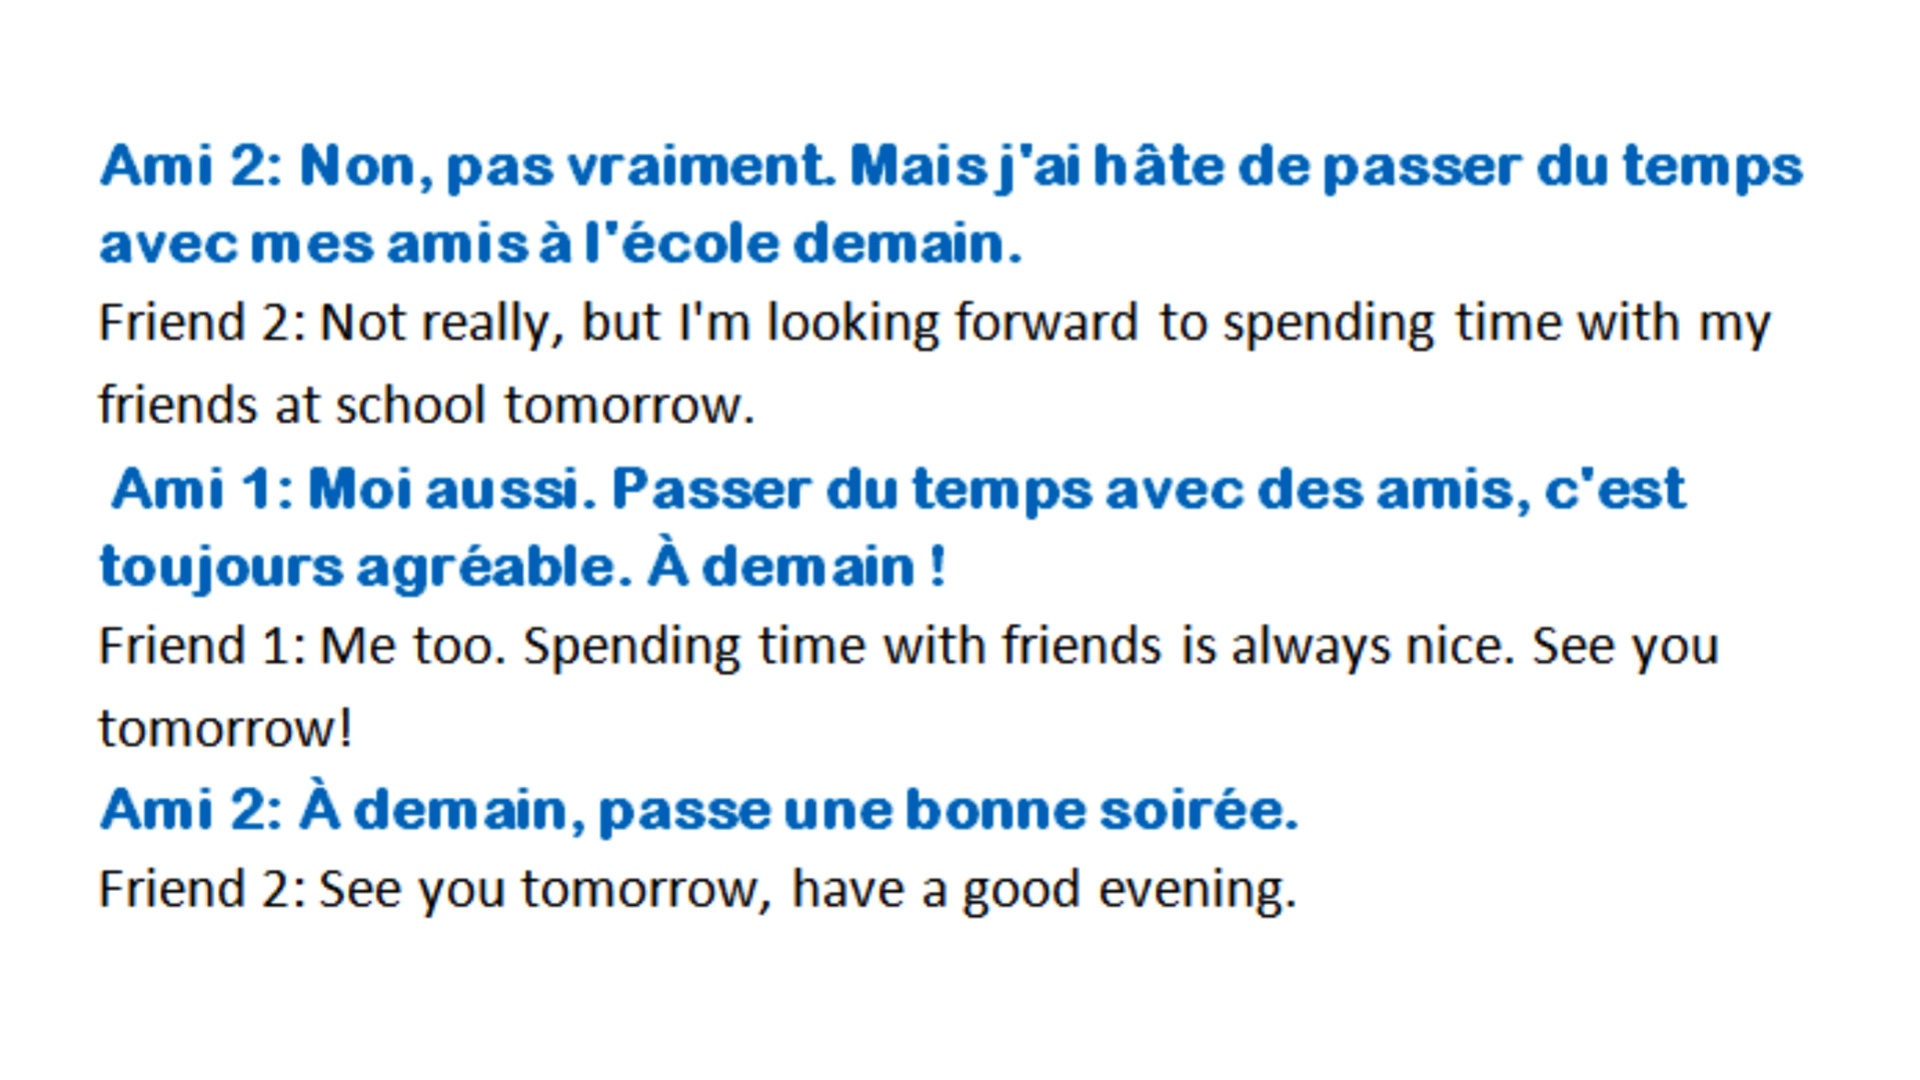 Ami 2: Non, pas vraiment. Mais j'ai hâte de passer du temps
avec mes amis à l'école demain.
Friend 2: Not really, but I'm looking forward to spending time with my
friends at school tomorrow.
Ami 1: Moi aussi. Passer du temps avec des amis, c'est
toujours agréable. À demain !
Friend 1: Me too. Spending time with friends is always nice. See you
tomorrow!
Ami 2: À demain, passe une bonne soirée.
Friend 2: See you tomorrow, have a good evening.